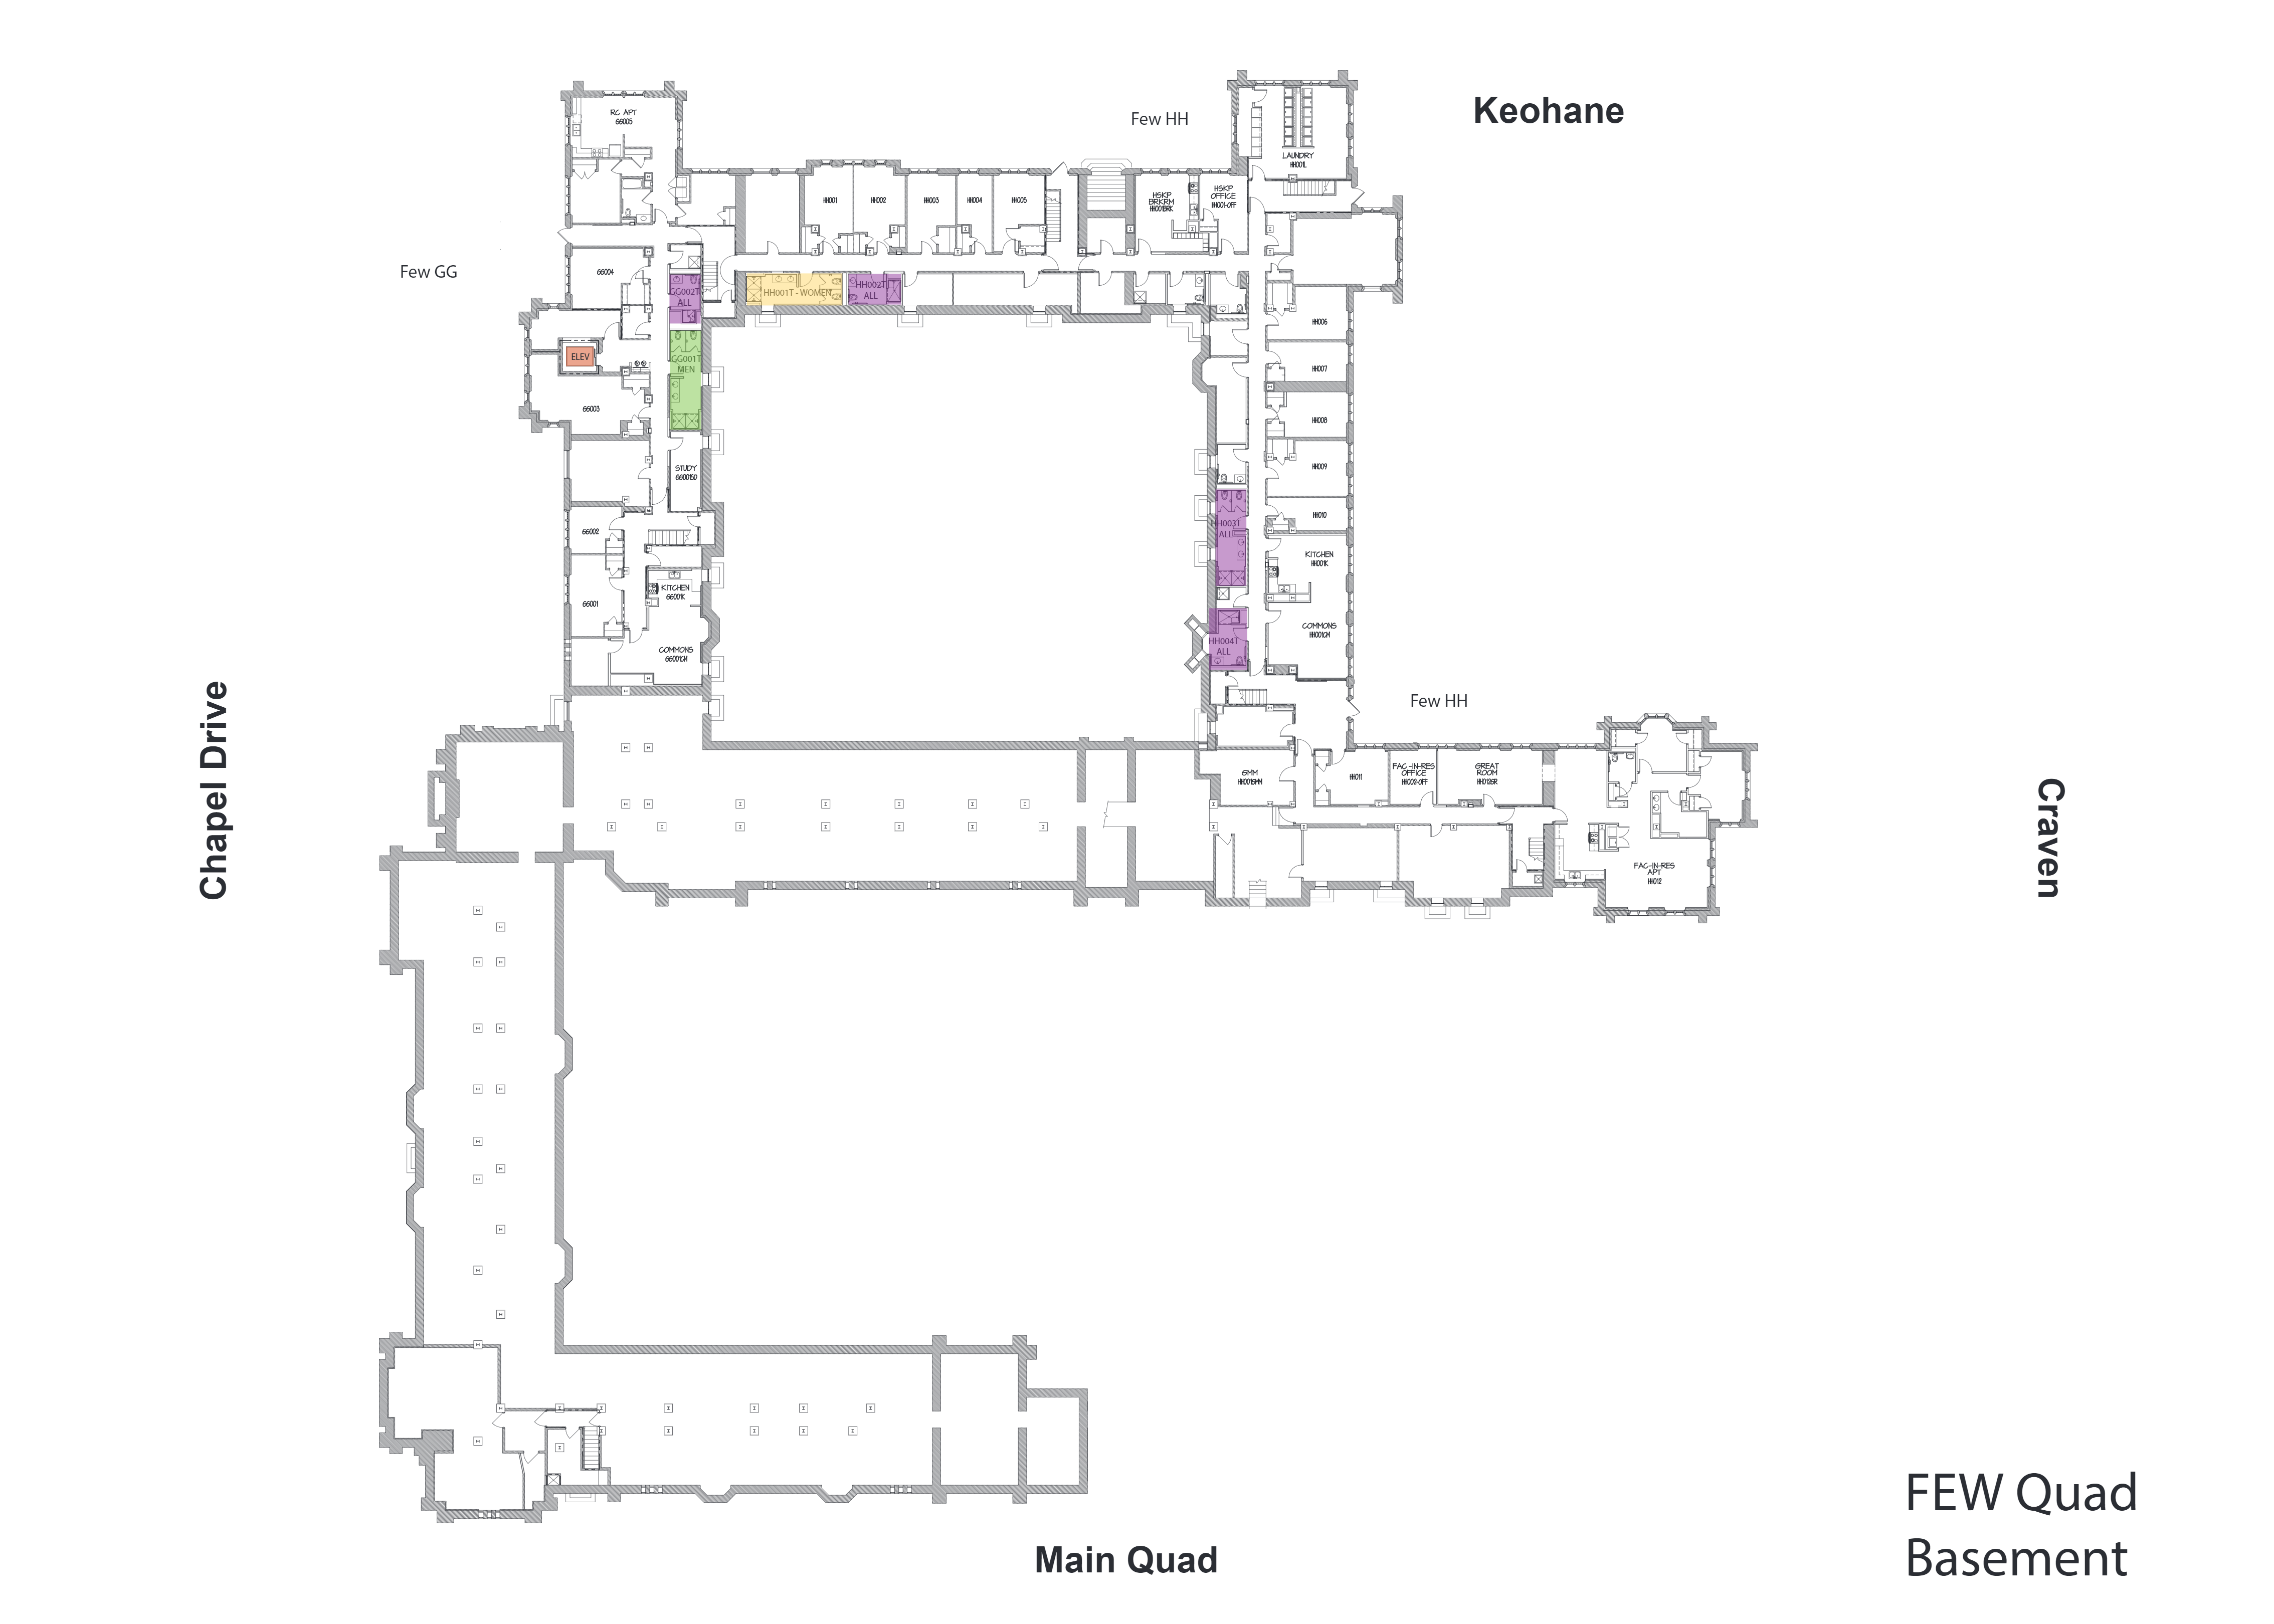 Keohane
Few HH
RC APT
GG005
LAUNDRY
HH001L
HSKP
BRKRM
HH001BRK
HSKP
OFFICE
HH001-OFF
HH001
HH002
HH003
HH004
HH005
Few GG
GG004
GG002T
ALL
HH001T - WOMEN
HH002T
ALL
HH006
ELEV
GG001T
MEN
HH007
GG003
HH008
STUDY
GG001SD
HH009
HH010
GG002
HH003T
ALL
KITCHEN
HH001K
KITCHEN
GG001K
GG001
COMMONS
HH001CM
HH004T
ALL
COMMONS
GG001CM
Few HH
Chapel Drive
GMM
HH001GMM
HH011
FAC-IN-RES
OFFICE
HH002-OFF
GREAT
ROOM
HH012GR
Craven
FAC-IN-RES
APT
HH012
Main Quad
FEW Quad
Basement